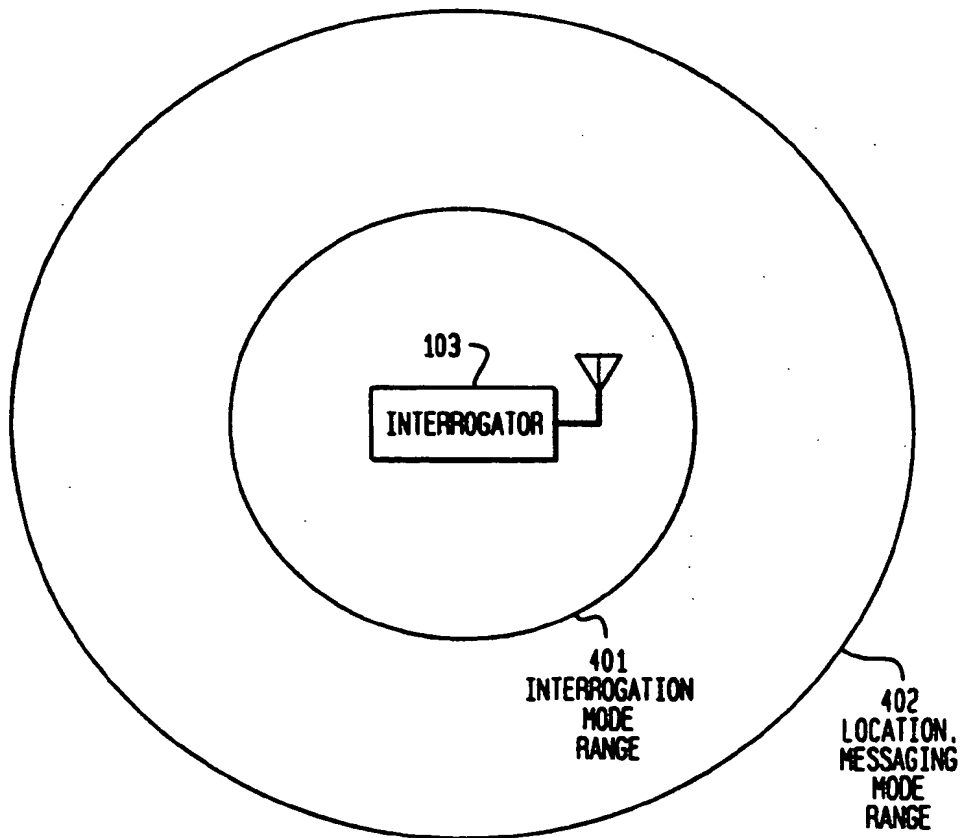 103
INTERROGATOR
401
INTERROGATION
MODE
RANGE
402
LOCATION.
MESSAGING
MODE
RANGE